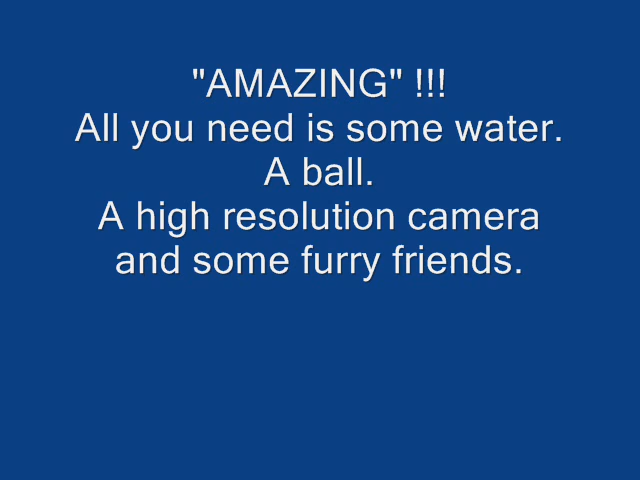 "AMAZING" !!!
All you need is some water.
A ball.
A high resolution camera
and some furry friends.